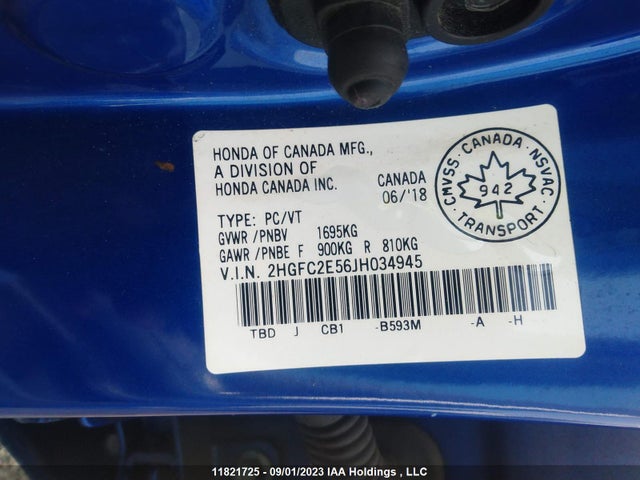 HONDA OF CANADA MFG.,
A DIVISION OF
HONDA CANADA INC.
CANADA
06/'18
CMVSS · CANADA · NSVAC
942
TRANSPORT
TYPE: PC/VT
GVWR /PNBV 1695KG
GAWR /PNBE F 900KG R 810KG
V.I.N. 2HGFC2E56JH034945
TBD J CB1 -B593M -A -H
11821725 - 09/01/2023 IAA Holdings , LLC